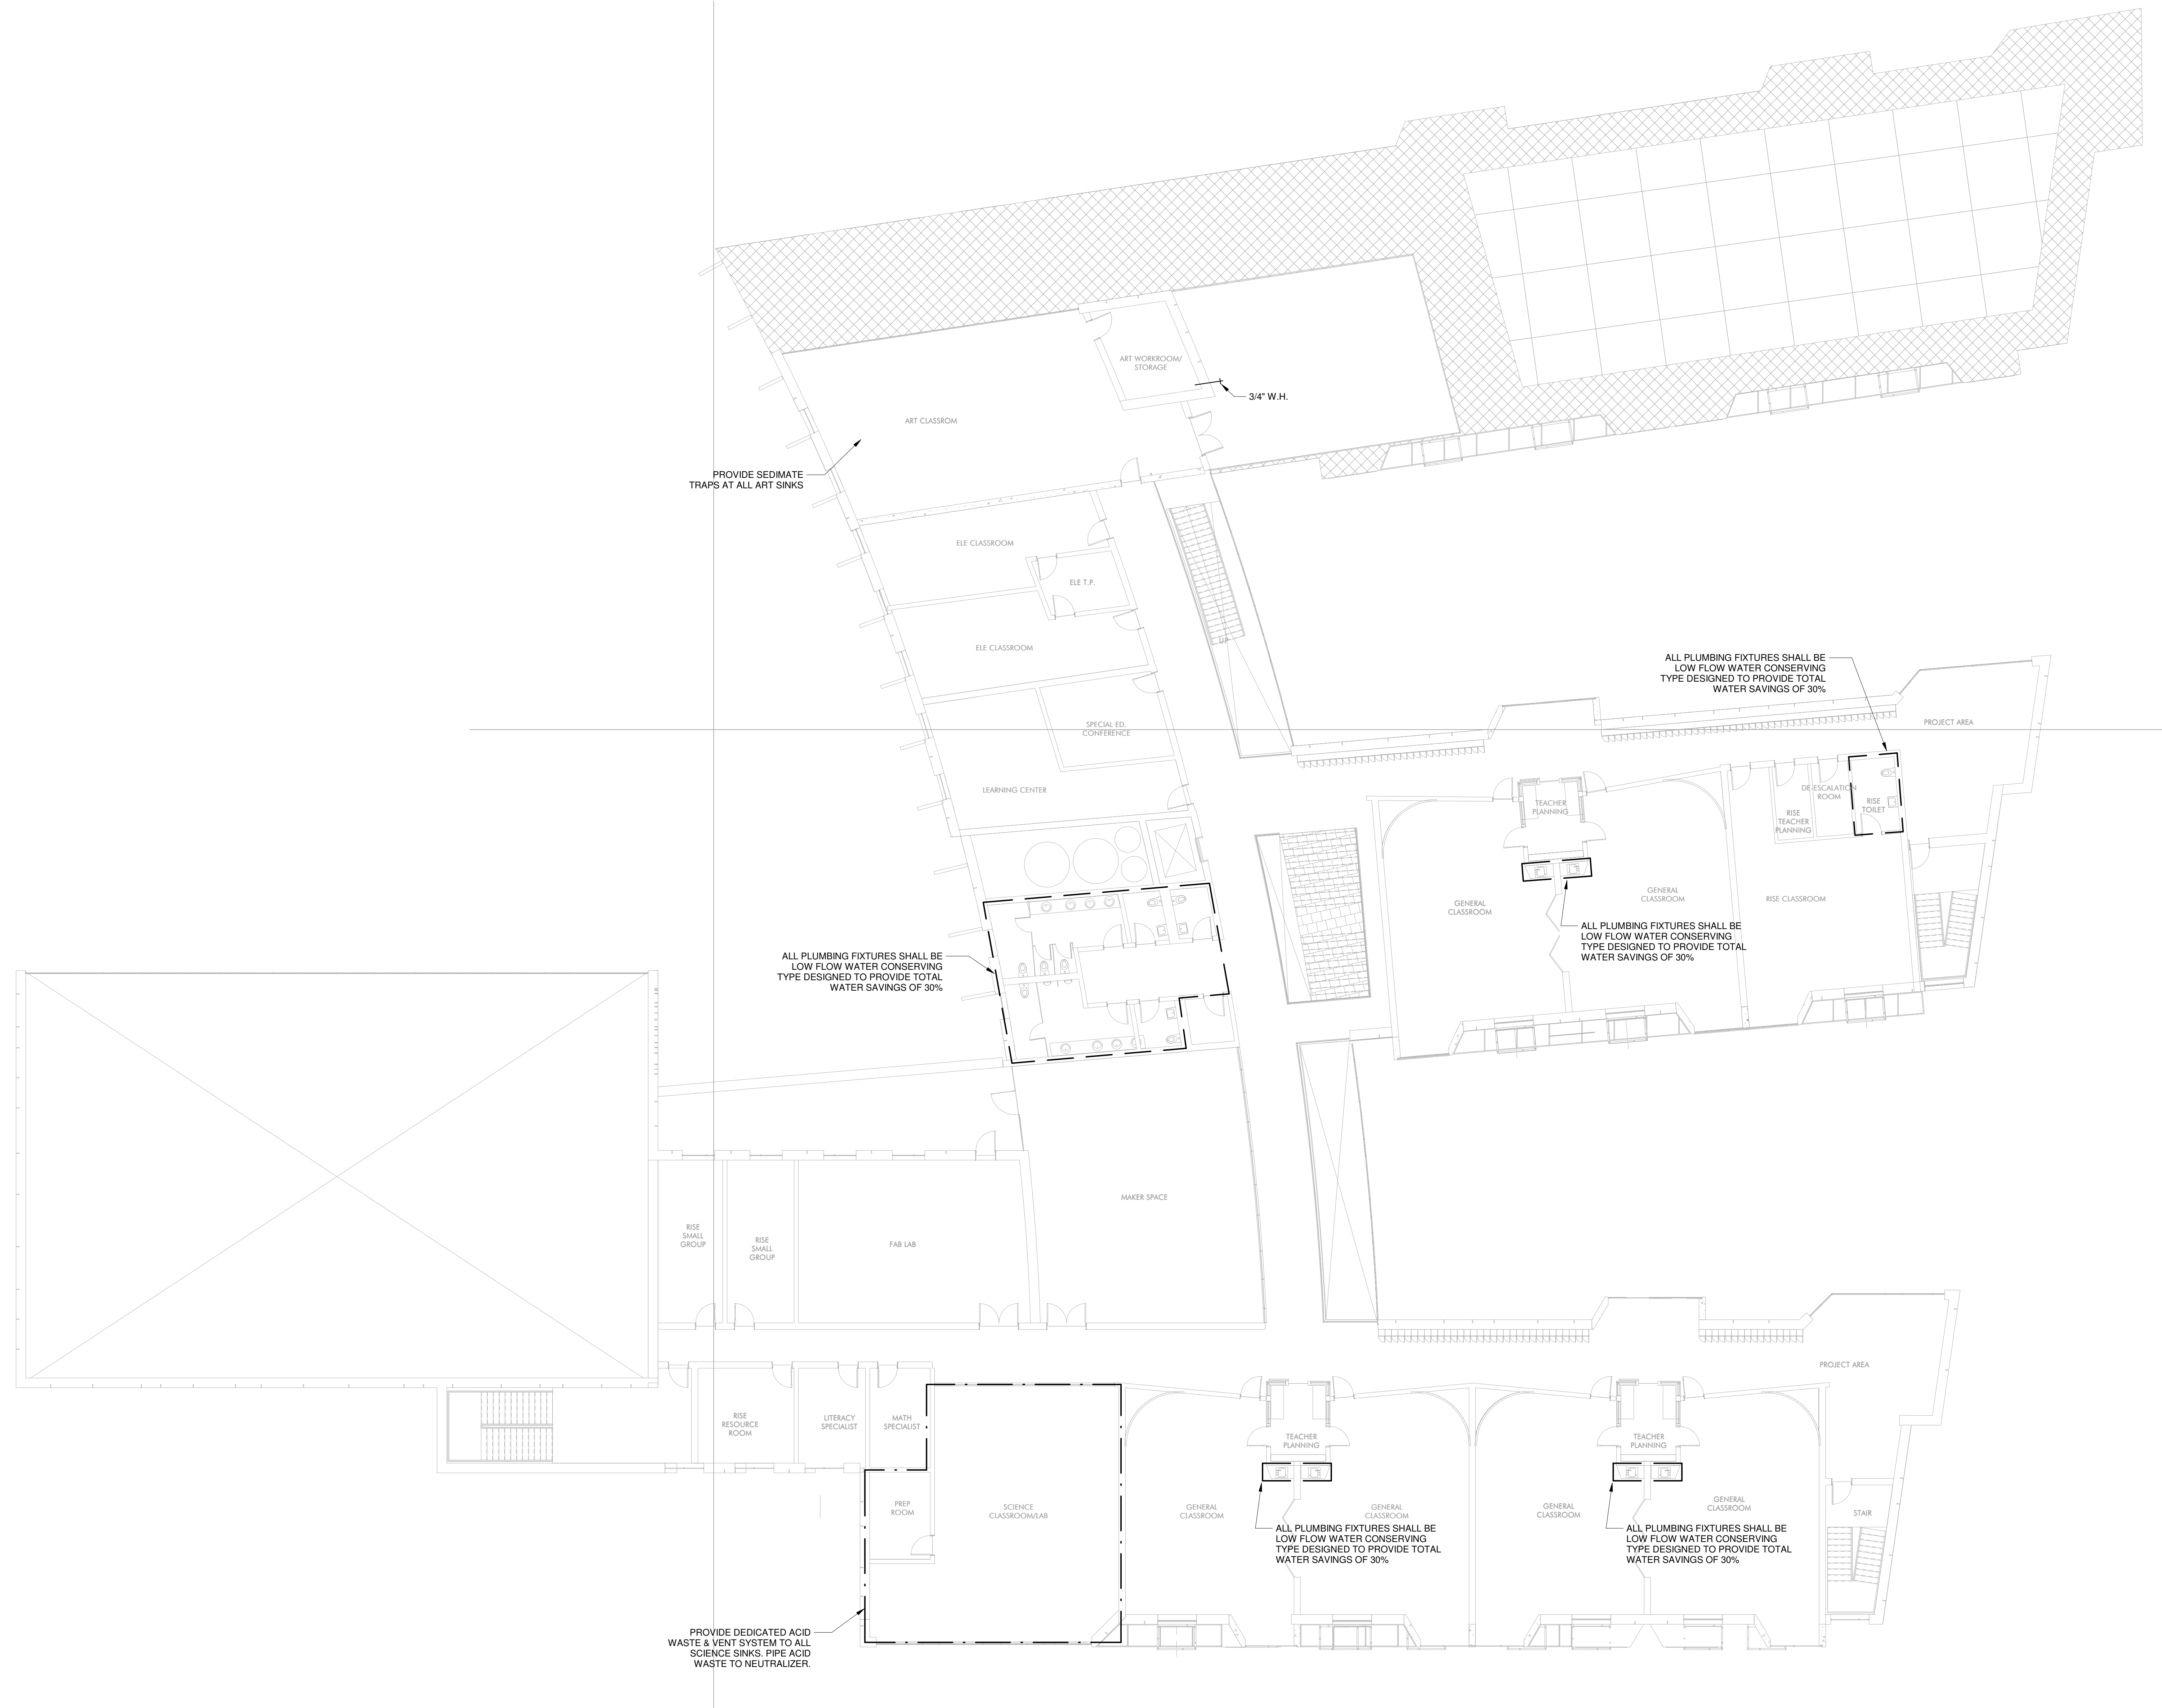 ART WORKROOM/
STORAGE
3/4" W.H.
ART CLASSROM
PROVIDE SEDIMATE
TRAPS AT ALL ART SINKS
ELE CLASSROOM
ELE T.P.
UP
ELE CLASSROOM
ALL PLUMBING FIXTURES SHALL BE
LOW FLOW WATER CONSERVING
TYPE DESIGNED TO PROVIDE TOTAL
WATER SAVINGS OF 30%
PROJECT AREA
SPECIAL ED.
CONFERENCE
LEARNING CENTER
TEACHER
PLANNING
DE-ESCALATION
ROOM
RISE
TOILET
RISE
TEACHER
PLANNING
GENERAL
CLASSROOM
GENERAL
CLASSROOM
RISE CLASSROOM
ALL PLUMBING FIXTURES SHALL BE
LOW FLOW WATER CONSERVING
TYPE DESIGNED TO PROVIDE TOTAL
WATER SAVINGS OF 30%
ALL PLUMBING FIXTURES SHALL BE
LOW FLOW WATER CONSERVING
TYPE DESIGNED TO PROVIDE TOTAL
WATER SAVINGS OF 30%
MAKER SPACE
RISE
SMALL
GROUP
RISE
SMALL
GROUP
FAB LAB
PROJECT AREA
RISE
RESOURCE
ROOM
LITERACY
SPECIALIST
MATH
SPECIALIST
TEACHER
PLANNING
TEACHER
PLANNING
PREP
ROOM
SCIENCE
CLASSROOM/LAB
GENERAL
CLASSROOM
GENERAL
CLASSROOM
GENERAL
CLASSROOM
GENERAL
CLASSROOM
STAIR
ALL PLUMBING FIXTURES SHALL BE
LOW FLOW WATER CONSERVING
TYPE DESIGNED TO PROVIDE TOTAL
WATER SAVINGS OF 30%
ALL PLUMBING FIXTURES SHALL BE
LOW FLOW WATER CONSERVING
TYPE DESIGNED TO PROVIDE TOTAL
WATER SAVINGS OF 30%
PROVIDE DEDICATED ACID
WASTE & VENT SYSTEM TO ALL
SCIENCE SINKS. PIPE ACID
WASTE TO NEUTRALIZER.